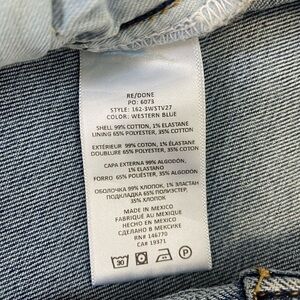 RE/DONE
PO: 6073
STYLE: 162-3WSTV27
COLOR: WESTERN BLUE
SHELL 99% COTTON, 1% ELASTANE
LINING 65% POLYESTER, 35% COTON
EXTÉRIEUR 99% COTON, 1% ELASTANE
DOUBLURE 65% POLYESTER, 35% COTON
CAPA EXTERNA 99% ALGODÓN,
1% ELASTANO
FORRO 65% POLIÉSTER, 35% ALGODÓN
ОБОЛОЧКА 99% ХЛОПОК, 1% ЭЛАСТАН
ПОДКЛАДКА 65% ПОЛИЭСТЕР,
35% ХЛОПОК
MADE IN MEXICO
FABRIQUÉ AU MEXIQUE
HECHO EN MEXICO
СДЕЛАНО В МЕКСИКЕ
RN# 146770
CA# 19371
30 P